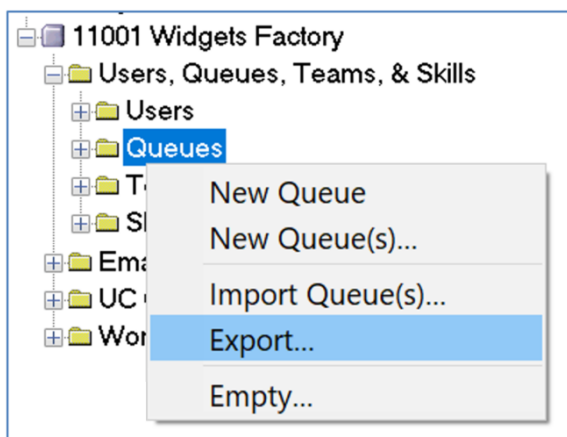 11001 Widgets Factory
Users, Queues, Teams, & Skills
Users
Queues
New Queue
New Queue(s)...
Import Queue(s)...
Export...
Empty...